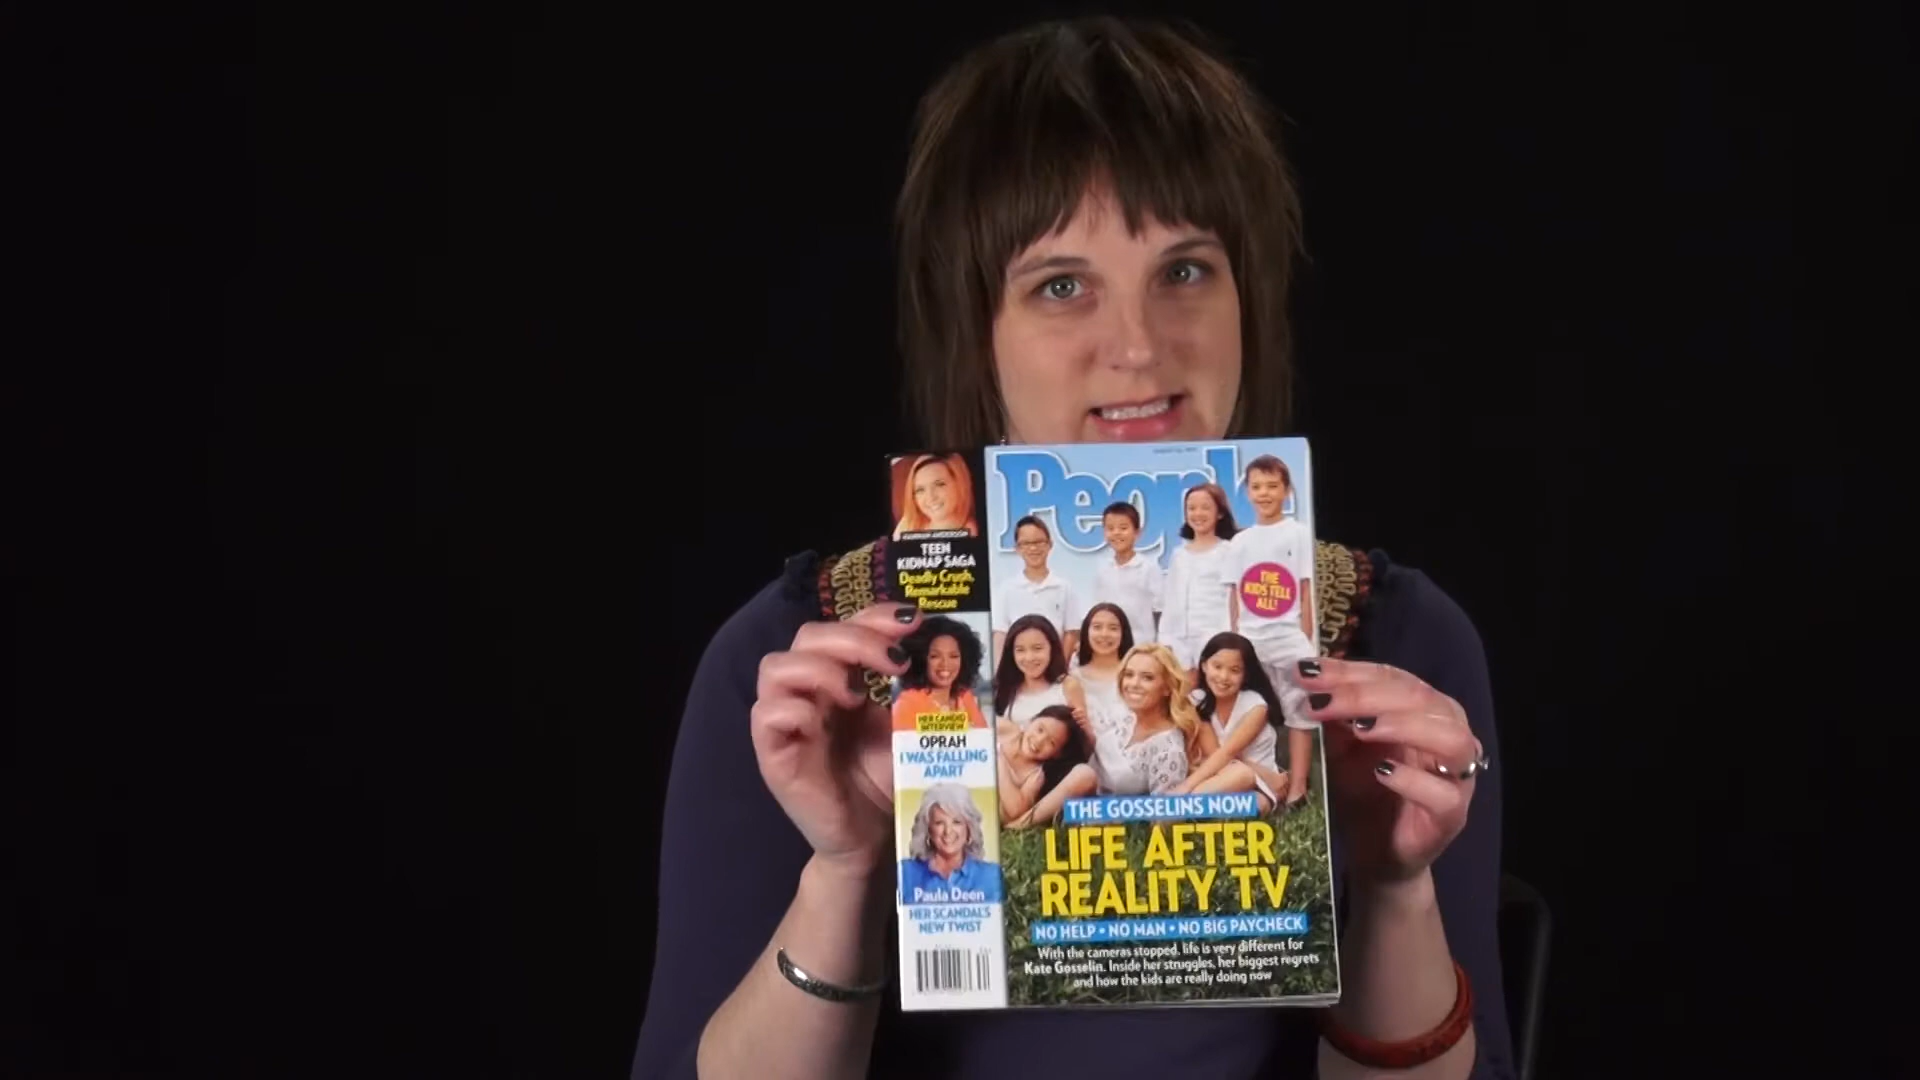 People
TEEN
KIDNAP SAGA
Deadly Crush,
Remarkable
Rescue
HER CANDID
INTERVIEW
OPRAH
I WAS FALLING
APART
Paula Deen
HER SCANDAL'S
NEW TWIST
THE
KIDS TELL
ALL!
THE GOSSELINS NOW
LIFE AFTER
REALITY TV
NO HELP • NO MAN • NO BIG PAYCHECK
With the cameras stopped, life is very different for
Kate Gosselin. Inside her struggles, her biggest regrets
and how the kids are really doing now